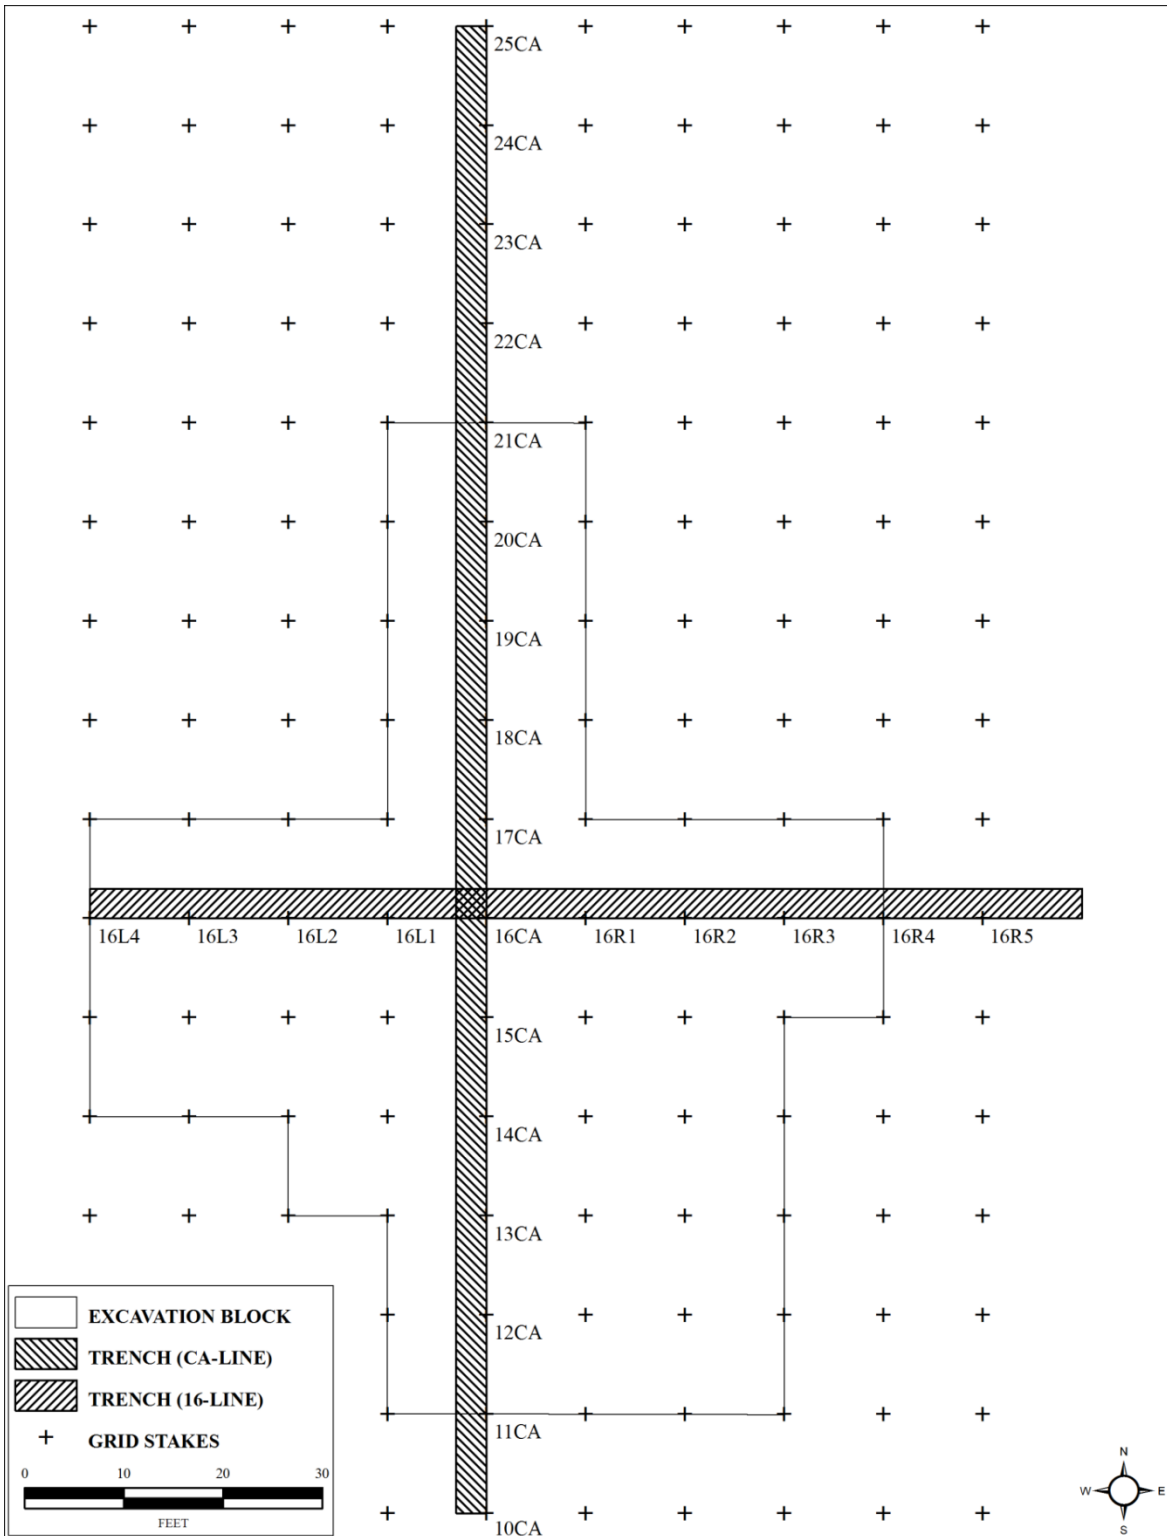 25CA
24CA
23CA
22CA
21CA
20CA
19CA
18CA
17CA
16L4 16L3 16L2 16L1 16CA 16R1 16R2 16R3 16R4 16R5
15CA
14CA
13CA
12CA
11CA
10CA
EXCAVATION BLOCK
TRENCH (CA-LINE)
TRENCH (16-LINE)
GRID STAKES
0 10 20 30
FEET
N
W E
S